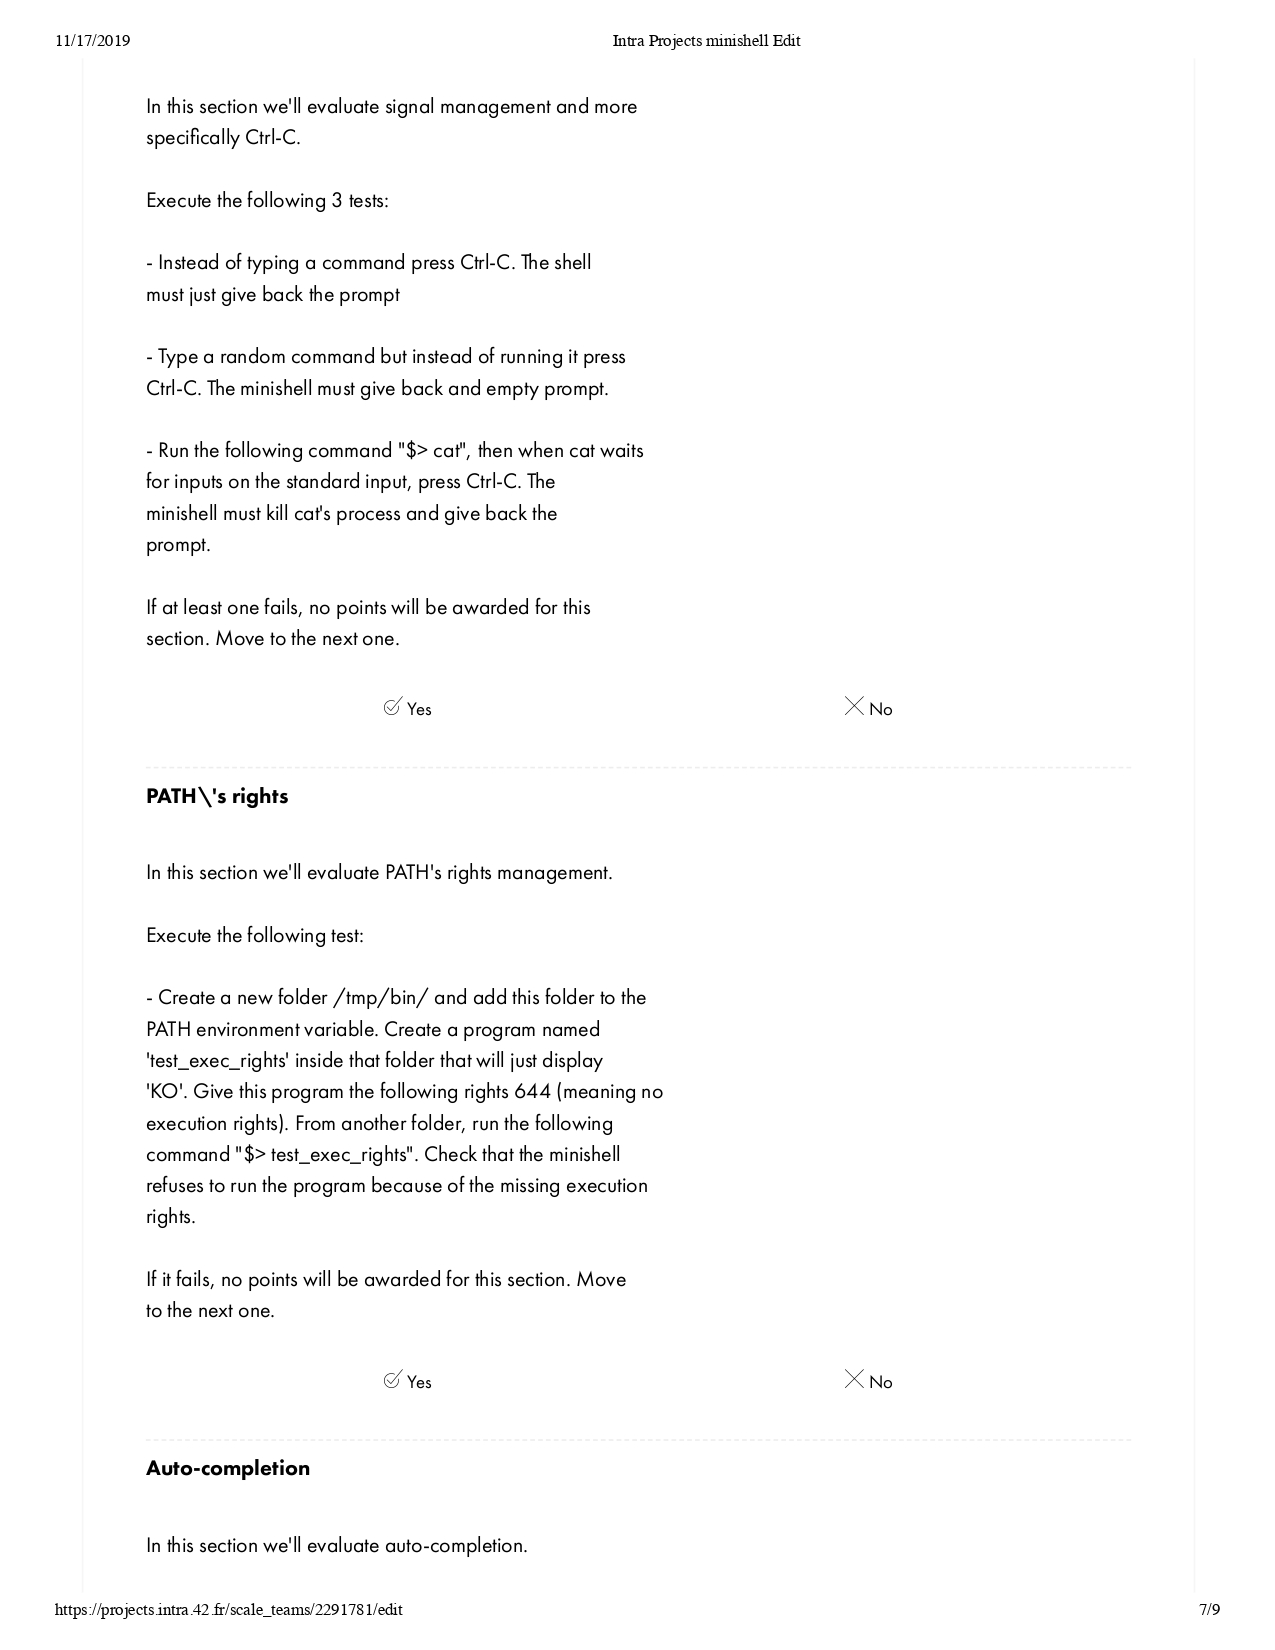 11/17/2019 Intra Projects minishell Edit
In this section we'll evaluate signal management and more
specifically Ctrl-C.
Execute the following 3 tests:
- Instead of typing a command press Ctrl-C. The shell
must just give back the prompt
- Type a random command but instead of running it press
Ctrl-C. The minishell must give back and empty prompt.
- Run the following command "$> cat", then when cat waits
for inputs on the standard input, press Ctrl-C. The
minishell must kill cat's process and give back the
prompt.
If at least one fails, no points will be awarded for this
section. Move to the next one.
Yes No
PATH\'s rights
In this section we'll evaluate PATH's rights management.
Execute the following test:
- Create a new folder /tmp/bin/ and add this folder to the
PATH environment variable. Create a program named
'test_exec_rights' inside that folder that will just display
'KO'. Give this program the following rights 644 (meaning no
execution rights). From another folder, run the following
command "$> test_exec_rights". Check that the minishell
refuses to run the program because of the missing execution
rights.
If it fails, no points will be awarded for this section. Move
to the next one.
Yes No
Auto-completion
In this section we'll evaluate auto-completion.
https://projects.intra.42.fr/scale_teams/2291781/edit 7/9